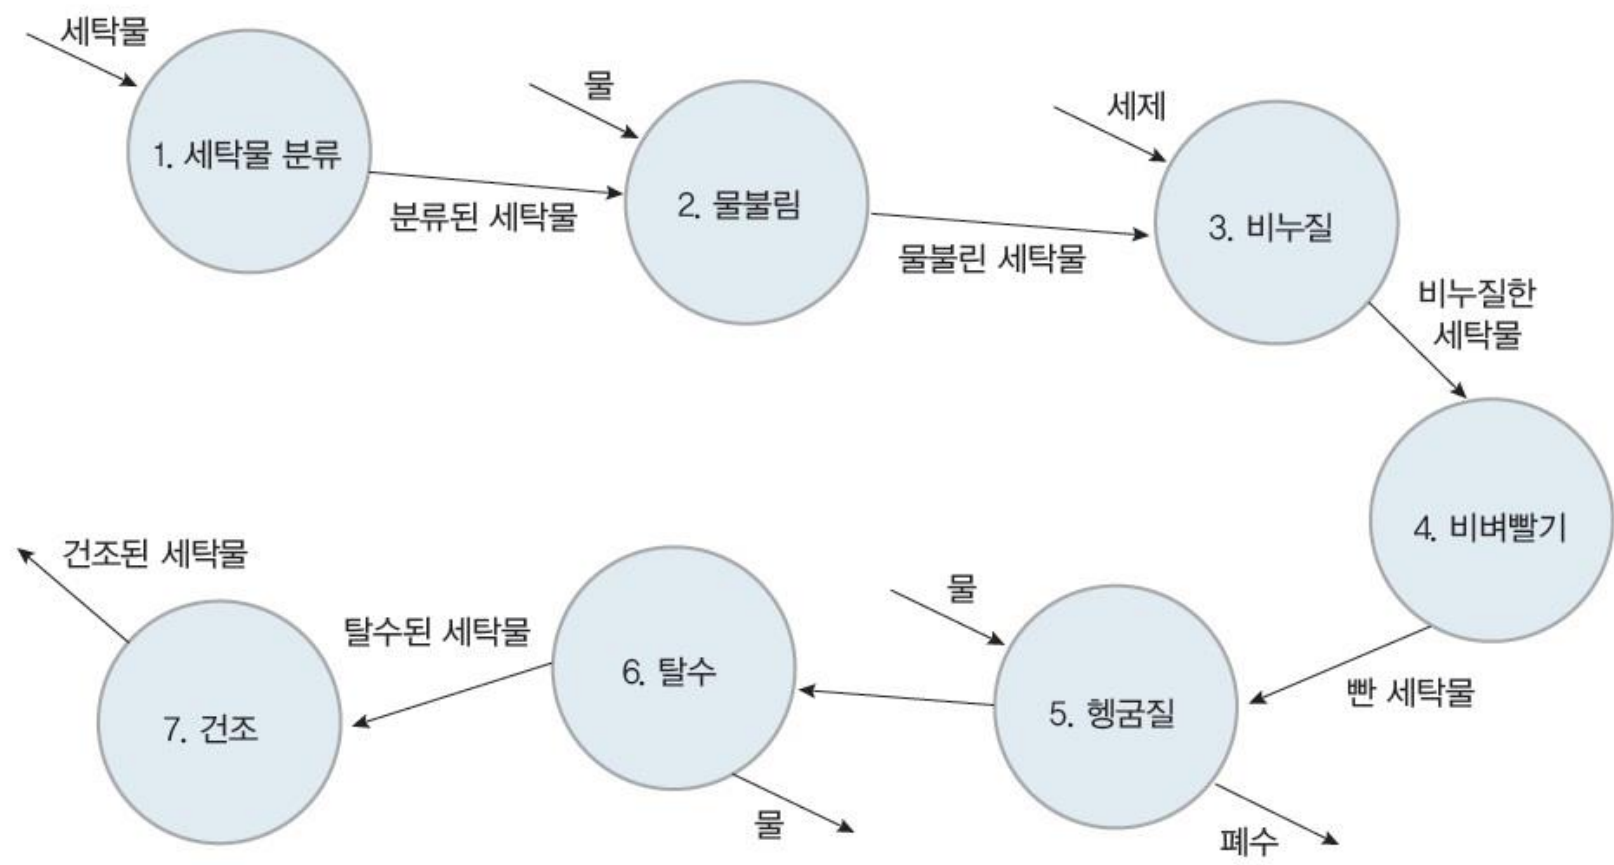 세탁물
1. 세탁물 분류
분류된 세탁물
물
2. 물불림
물불린 세탁물
세제
3. 비누질
비누질한
세탁물
4. 비벼빨기
빤 세탁물
물
5. 헹굼질
폐수
6. 탈수
물
탈수된 세탁물
7. 건조
건조된 세탁물